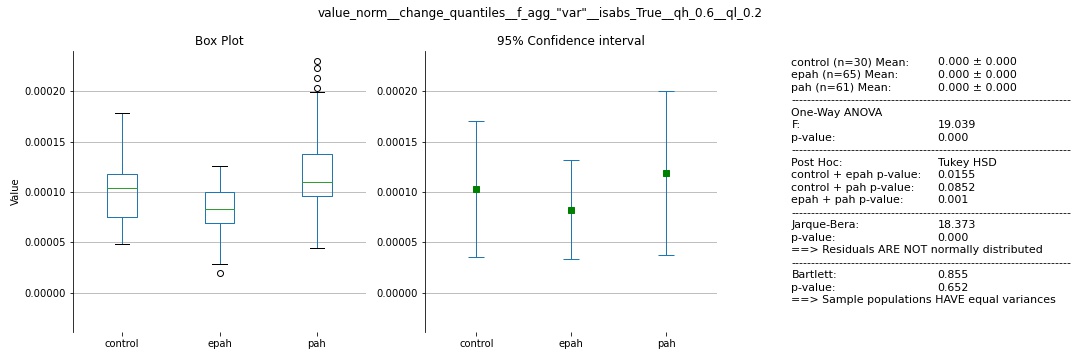 value_norm__change_quantiles__f_agg_"var"__isabs_True__qh_0.6__ql_0.2
Box Plot
0.00020
0.00015
0.00010
0.00005
0.00000
Value
control epah pah
95% Confidence interval
0.00020
0.00015
0.00010
0.00005
0.00000
control epah pah
control (n=30) Mean: 0.000 ± 0.000
epah (n=65) Mean: 0.000 ± 0.000
pah (n=61) Mean: 0.000 ± 0.000
One-Way ANOVA
F: 19.039
p-value: 0.000
Post Hoc: Tukey HSD
control + epah p-value: 0.0155
control + pah p-value: 0.0852
epah + pah p-value: 0.001
Jarque-Bera: 18.373
p-value: 0.000
==> Residuals ARE NOT normally distributed
Bartlett: 0.855
p-value: 0.652
==> Sample populations HAVE equal variances